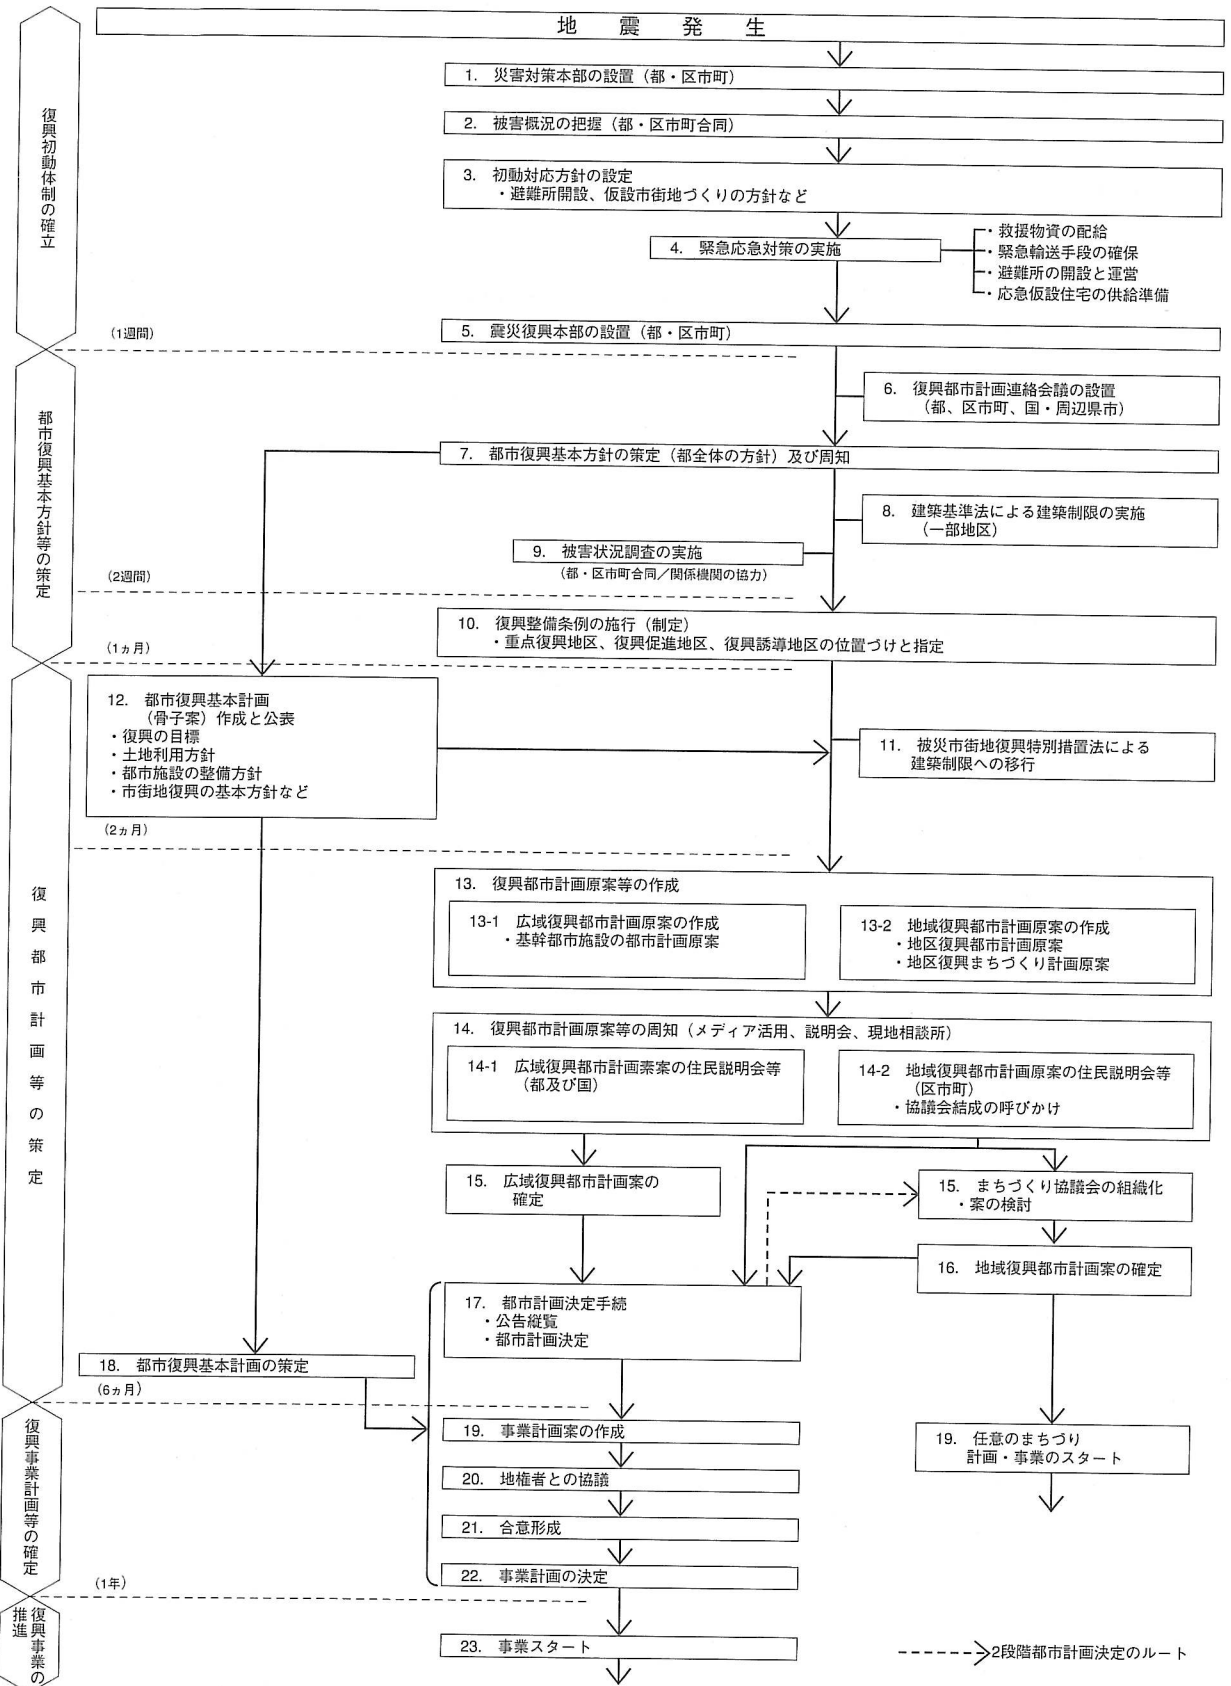 地震発生
復興初動体制の確立
1. 災害対策本部の設置（都・区市町）
2. 被害概況の把握（都・区市町合同）
3. 初動対応方針の設定
・避難所開設、仮設市街地づくりの方針など
4. 緊急応急対策の実施
・救援物資の配給
・緊急輸送手段の確保
・避難所の開設と運営
・応急仮設住宅の供給準備
5. 震災復興本部の設置（都・区市町）
（1週間）
都市復興基本方針等の策定
6. 復興都市計画連絡会議の設置
（都、区市町、国・周辺県市）
7. 都市復興基本方針の策定（都全体の方針）及び周知
8. 建築基準法による建築制限の実施
（一部地区）
9. 被害状況調査の実施
（都・区市町合同／関係機関の協力）
（2週間）
10. 復興整備条例の施行（制定）
・重点復興地区、復興促進地区、復興誘導地区の位置づけと指定
（1ヵ月）
復興都市計画等の策定
12. 都市復興基本計画
（骨子案）作成と公表
・復興の目標
・土地利用方針
・都市施設の整備方針
・市街地復興の基本方針など
11. 被災市街地復興特別措置法による
建築制限への移行
（2ヵ月）
13. 復興都市計画原案等の作成
13-1 広域復興都市計画原案の作成
・基幹都市施設の都市計画原案
13-2 地域復興都市計画原案の作成
・地区復興都市計画原案
・地区復興まちづくり計画原案
14. 復興都市計画原案等の周知（メディア活用、説明会、現地相談所）
14-1 広域復興都市計画素案の住民説明会等
（都及び国）
14-2 地域復興都市計画原案の住民説明会等
（区市町）
・協議会結成の呼びかけ
15. 広域復興都市計画案の
確定
15. まちづくり協議会の組織化
・案の検討
16. 地域復興都市計画案の確定
17. 都市計画決定手続
・公告縦覧
・都市計画決定
18. 都市復興基本計画の策定
（6ヵ月）
復興事業計画等の確定
19. 事業計画案の作成
19. 任意のまちづり
計画・事業のスタート
20. 地権者との協議
21. 合意形成
22. 事業計画の決定
（1年）
復興事業の
推進
23. 事業スタート
2段階都市計画決定のルート